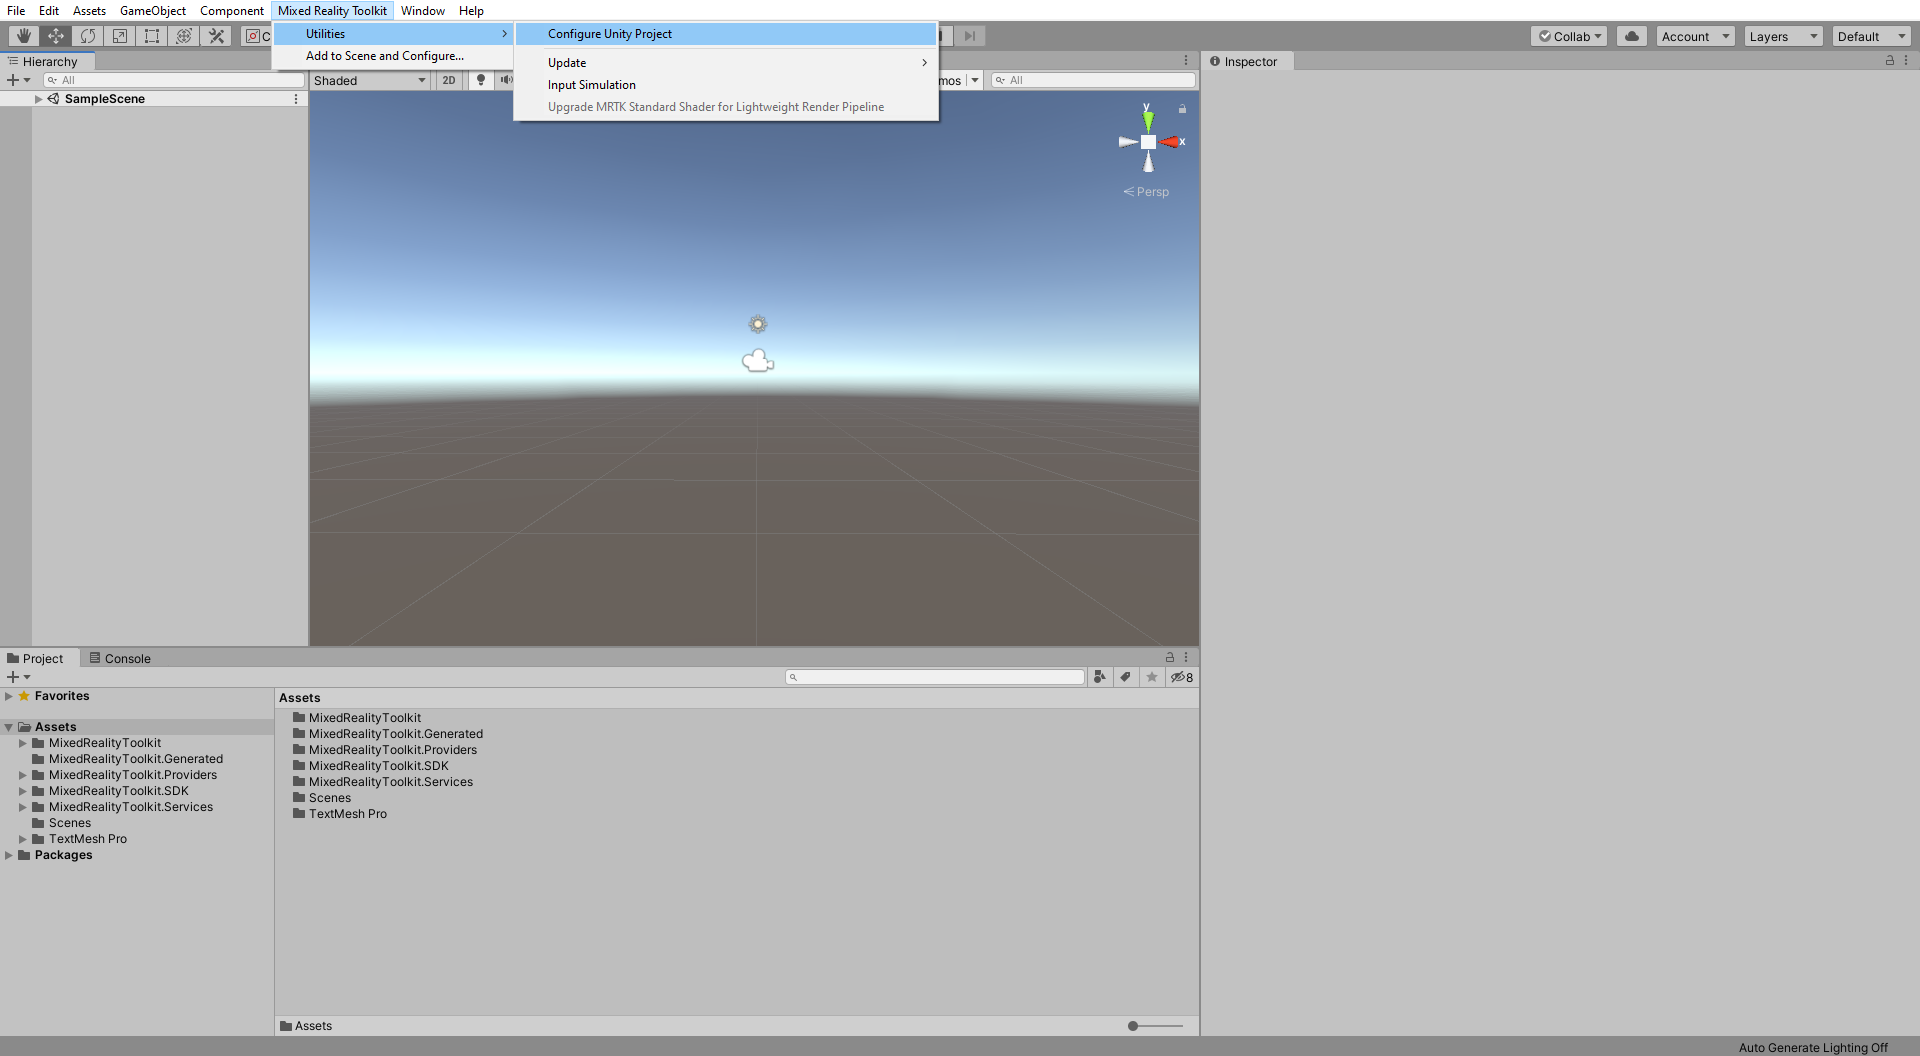 File Edit Assets GameObject Component Mixed Reality Toolkit Window Help
Utilities
Add to Scene and Configure...
Configure Unity Project
Update
Input Simulation
Upgrade MRTK Standard Shader for Lightweight Render Pipeline
C
Collab Account Layers Default
Hierarchy
All
SampleScene
Shaded 2D mos All
y
x
Persp
Inspector
Project Console
8
Favorites
Assets
MixedRealityToolkit
MixedRealityToolkit.Generated
MixedRealityToolkit.Providers
MixedRealityToolkit.SDK
MixedRealityToolkit.Services
Scenes
TextMesh Pro
Packages
Assets
MixedRealityToolkit
MixedRealityToolkit.Generated
MixedRealityToolkit.Providers
MixedRealityToolkit.SDK
MixedRealityToolkit.Services
Scenes
TextMesh Pro
Assets
Auto Generate Lighting Off